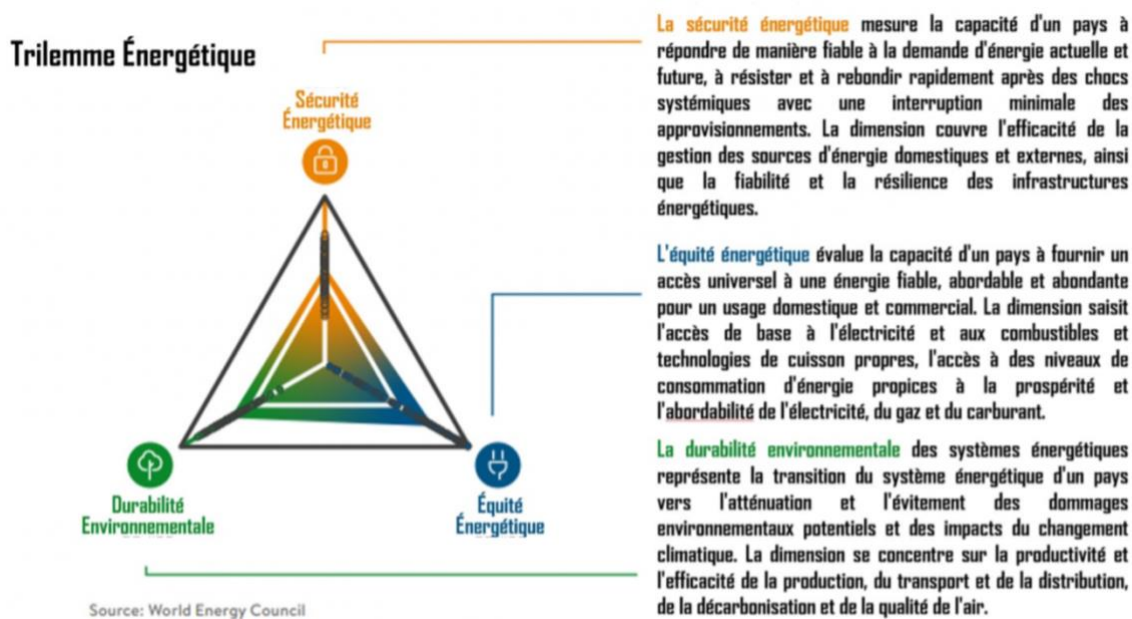 Trilemme Énergétique
Sécurité
Énergétique
Durabilité
Environnementale
Équité
Énergétique
Source: World Energy Council
La sécurité énergétique mesure la capacité d'un pays à
répondre de manière fiable à la demande d'énergie actuelle et
future, à résister et à rebondir rapidement après des chocs
systémiques avec une interruption minimale des
approvisionnements. La dimension couvre l'efficacité de la
gestion des sources d'énergie domestiques et externes, ainsi
que la fiabilité et la résilience des infrastructures
énergétiques.
L'équité énergétique évalue la capacité d'un pays à fournir un
accès universel à une énergie fiable, abordable et abondante
pour un usage domestique et commercial. La dimension saisit
l'accès de base à l'électricité et aux combustibles et
technologies de cuisson propres, l'accès à des niveaux de
consommation d'énergie propices à la prospérité et
l'abordabilité de l'électricité, du gaz et du carburant.
La durabilité environnementale des systèmes énergétiques
représente la transition du système énergétique d'un pays
vers l'atténuation et l'évitement des dommages
environnementaux potentiels et des impacts du changement
climatique. La dimension se concentre sur la productivité et
l'efficacité de la production, du transport et de la distribution,
de la décarbonisation et de la qualité de l'air.